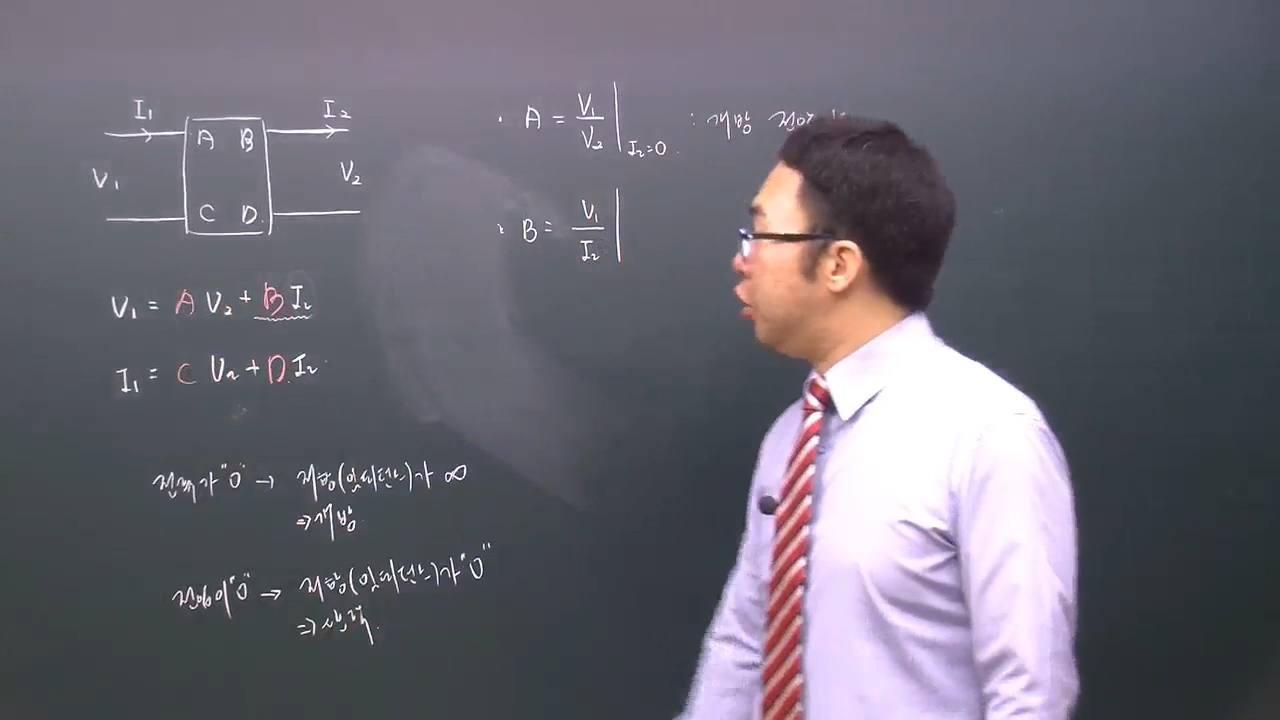 I₁ I₂
A B
V₁ V₂
C D
V₁ = A V₂ + B I₂
I₁ = C V₂ + D I₂
전류가 "0" → 저항(임피던스)가 ∞
⇒ 개방
전압이 "0" → 저항(임피던스)가 "0"
⇒ 단락.
· A = V₁/V₂ | I₂=0 : 개방
· B = V₁/I₂ |